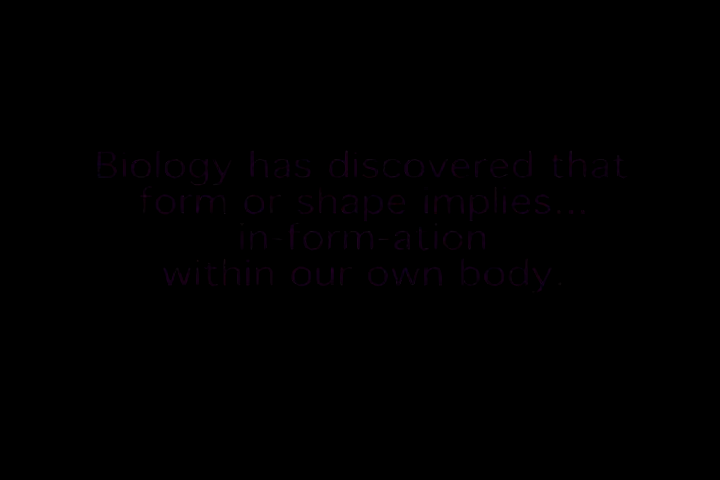 Biology has discovered that
form or shape implies...
in-form-ation
within our own body.